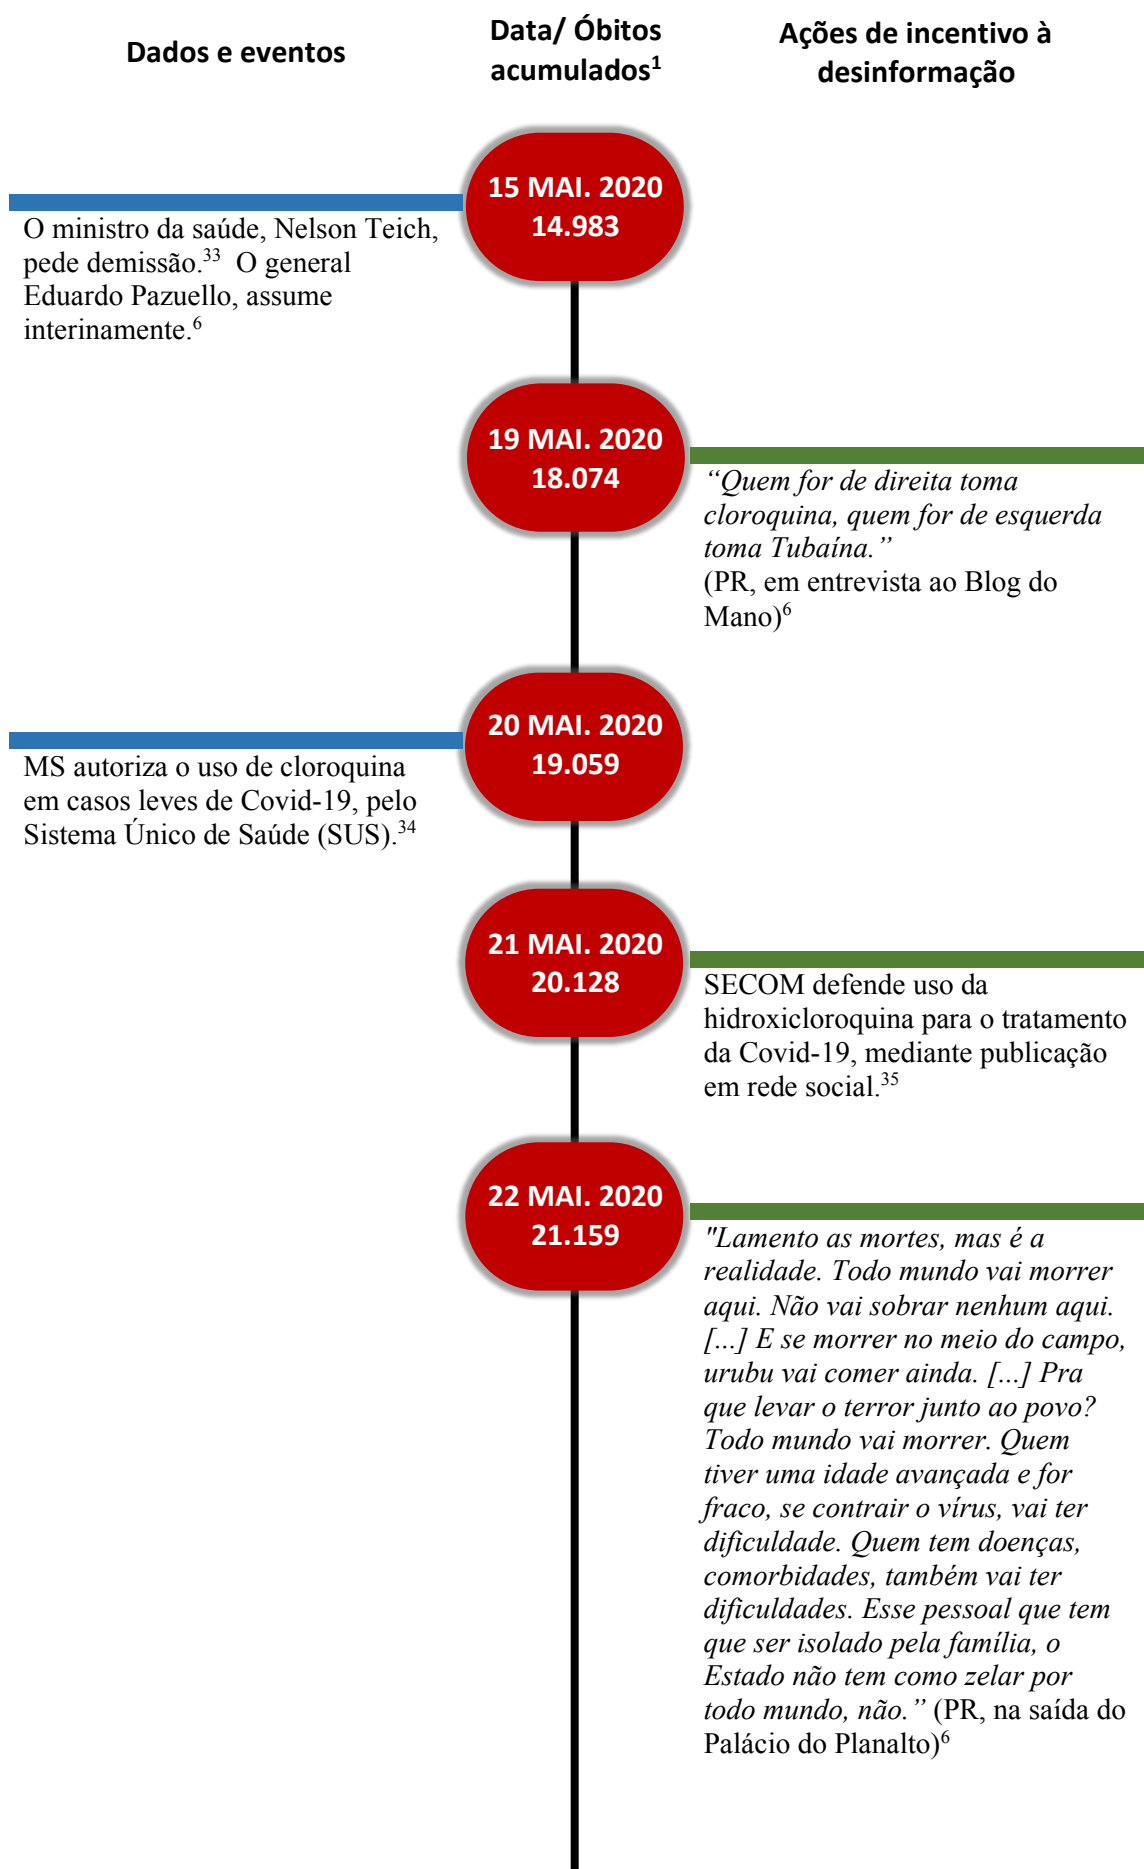 Dados e eventos
Data/ Óbitos
acumulados¹
Ações de incentivo à
desinformação
15 MAI. 2020
14.983
O ministro da saúde, Nelson Teich,
pede demissão.³³ O general
Eduardo Pazuello, assume
interinamente.⁶
19 MAI. 2020
18.074
“Quem for de direita toma
cloroquina, quem for de esquerda
toma Tubaína.”
(PR, em entrevista ao Blog do
Mano)⁶
20 MAI. 2020
19.059
MS autoriza o uso de cloroquina
em casos leves de Covid-19, pelo
Sistema Único de Saúde (SUS).³⁴
21 MAI. 2020
20.128
SECOM defende uso da
hidroxicloroquina para o tratamento
da Covid-19, mediante publicação
em rede social.³⁵
22 MAI. 2020
21.159
"Lamento as mortes, mas é a
realidade. Todo mundo vai morrer
aqui. Não vai sobrar nenhum aqui.
[...] E se morrer no meio do campo,
urubu vai comer ainda. [...] Pra
que levar o terror junto ao povo?
Todo mundo vai morrer. Quem
tiver uma idade avançada e for
fraco, se contrair o vírus, vai ter
dificuldade. Quem tem doenças,
comorbidades, também vai ter
dificuldades. Esse pessoal que tem
que ser isolado pela família, o
Estado não tem como zelar por
todo mundo, não.” (PR, na saída do
Palácio do Planalto)⁶